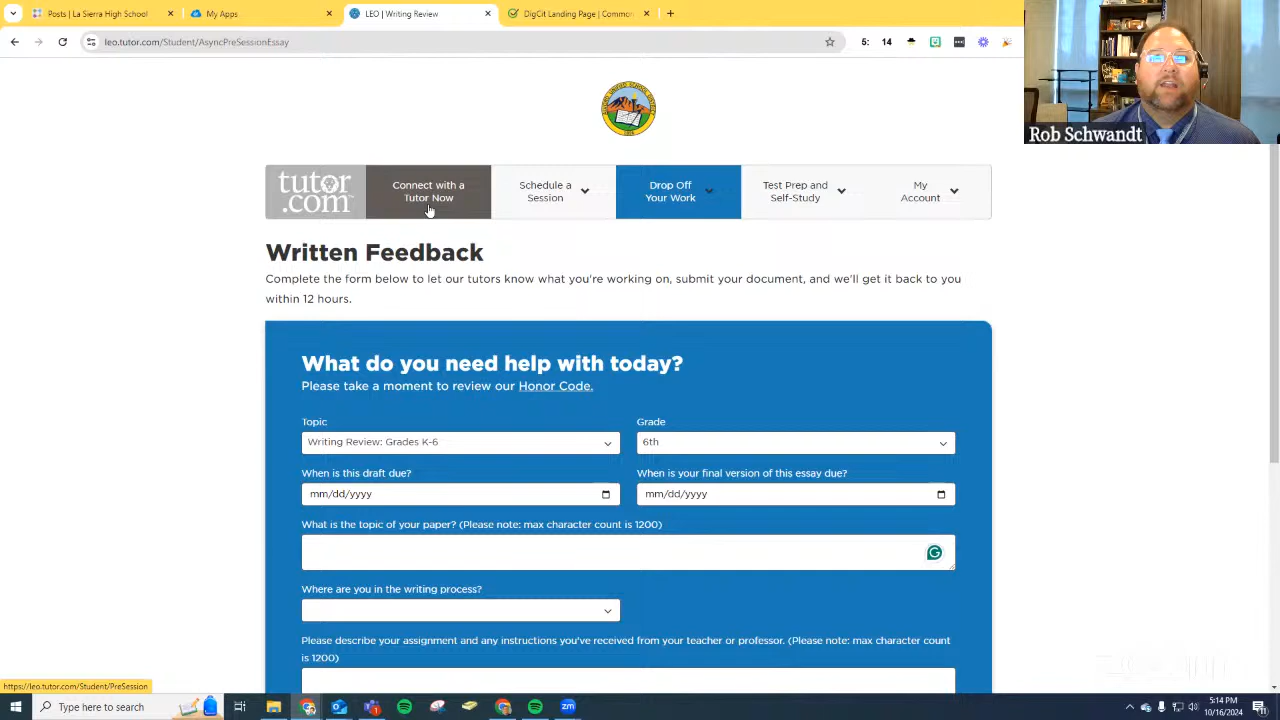 Posts | La Sierra High School
My Apps
LEO | Writing Review
DigCit Landing Page | Common
leo.tutor.com/Student/AsyncPreSessionEssay
5:
14
Rob Schwandt
tutor
.com
Connect with a
Tutor Now
Schedule a
Session
Drop Off
Your Work
Test Prep and
Self-Study
My
Account
Written Feedback
Complete the form below to let our tutors know what you're working on, submit your document, and we'll get it back to you
within 12 hours.
What do you need help with today?
Please take a moment to review our Honor Code.
Topic
Grade
Writing Review: Grades K-6
6th
When is this draft due?
When is your final version of this essay due?
mm/dd/yyyy
mm/dd/yyyy
What is the topic of your paper? (Please note: max character count is 1200)
Where are you in the writing process?
Please describe your assignment and any instructions you've received from your teacher or professor. (Please note: max character count
is 1200)
https://leo.tutor.com/Student/PreSession
Type here to search
5:14 PM
10/16/2024